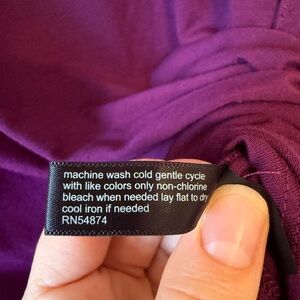 machine wash cold gentle cycle
with like colors only non-chlorine
bleach when needed lay flat to dry
cool iron if needed
RN54874